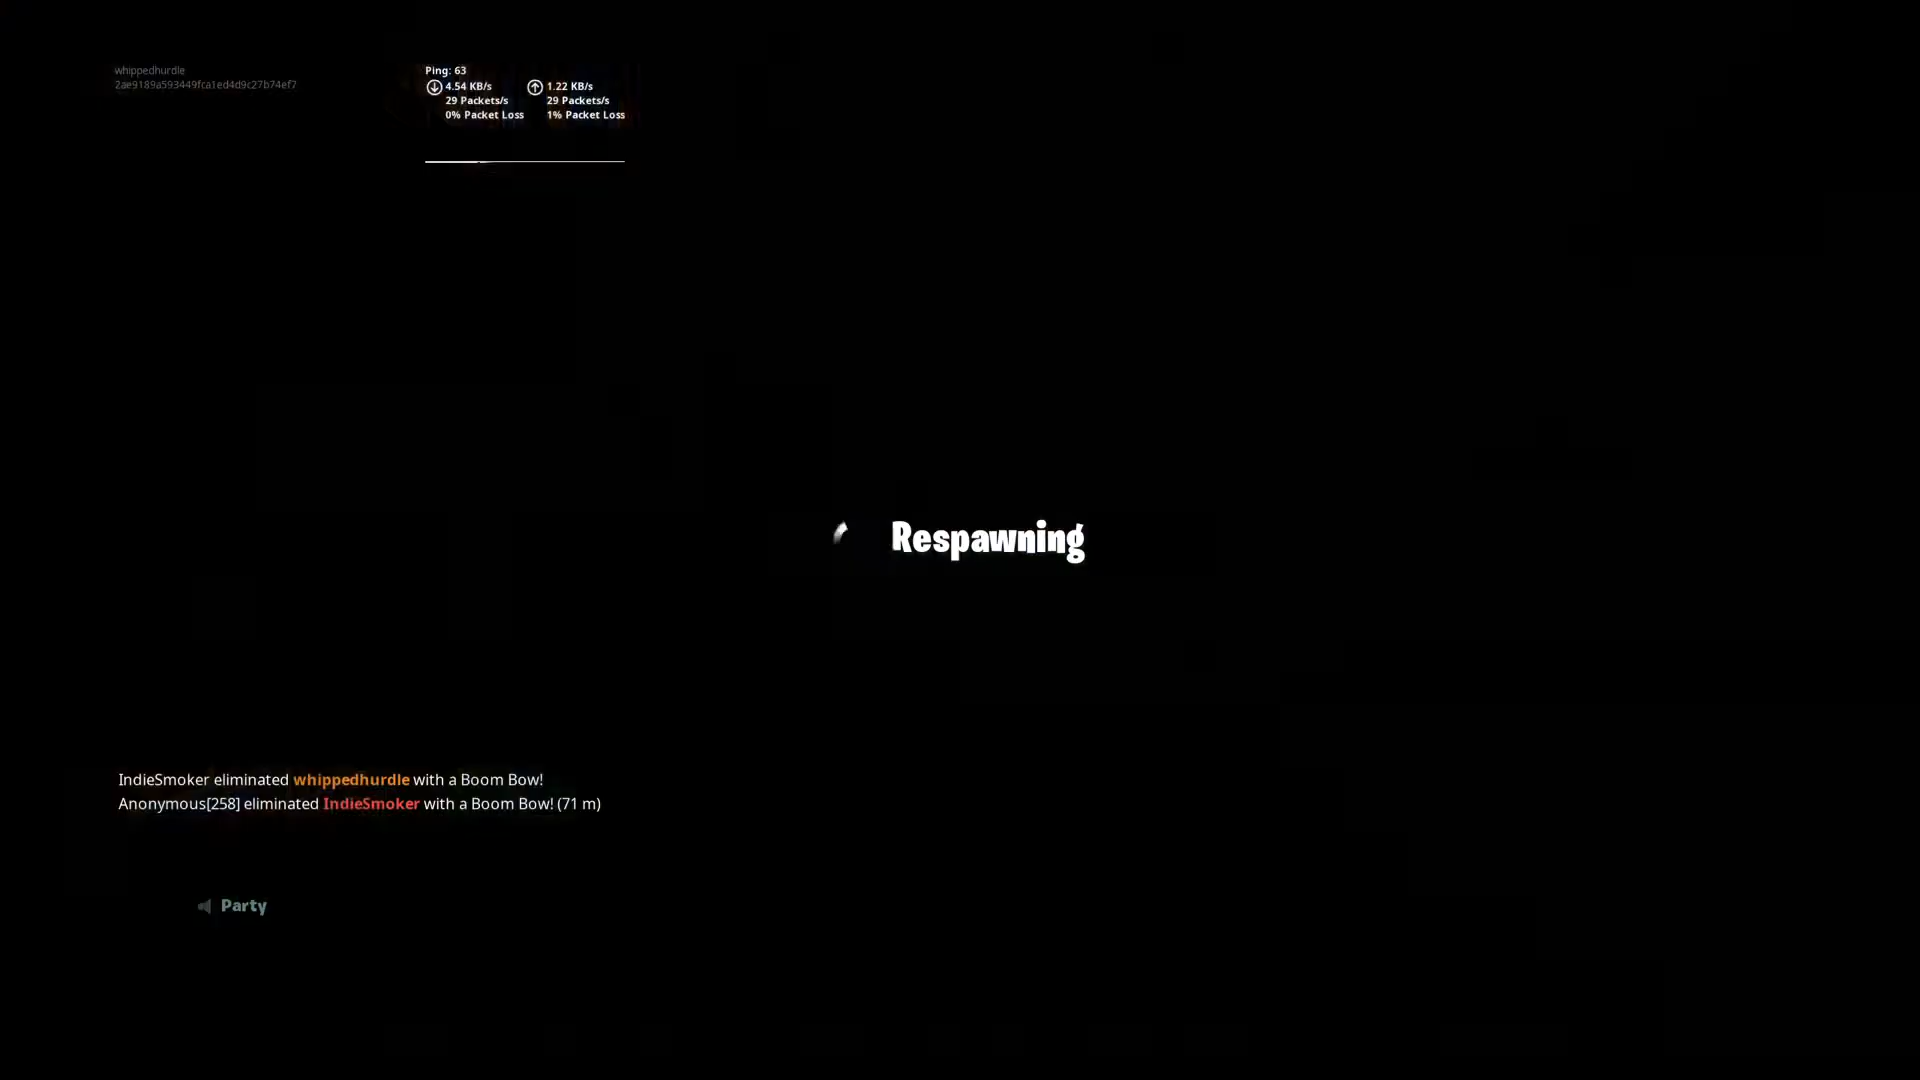 whippedhurdle
2ae9189a593449fca1ed4d9c27b74ef7
Ping: 63
4.54 KB/s 1.22 KB/s
29 Packets/s 29 Packets/s
0% Packet Loss 1% Packet Loss
Respawning
IndieSmoker eliminated whippedhurdle with a Boom Bow!
Anonymous[258] eliminated IndieSmoker with a Boom Bow! (71 m)
Party